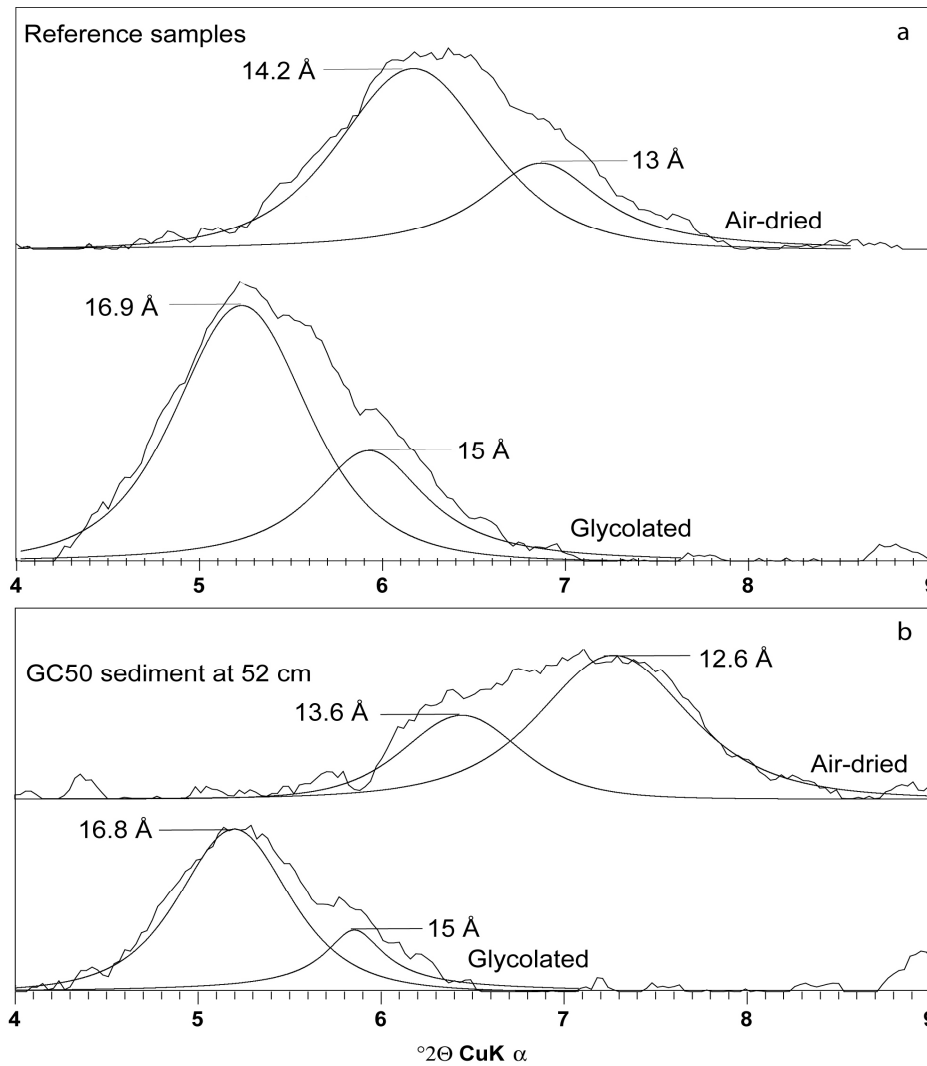 Reference samples
a
14.2 Å
13 Å
Air-dried
16.9 Å
15 Å
Glycolated
4 5 6 7 8 9
b
GC50 sediment at 52 cm
12.6 Å
13.6 Å
Air-dried
16.8 Å
15 Å
Glycolated
4 5 6 7 8 9
°2Θ CuK α